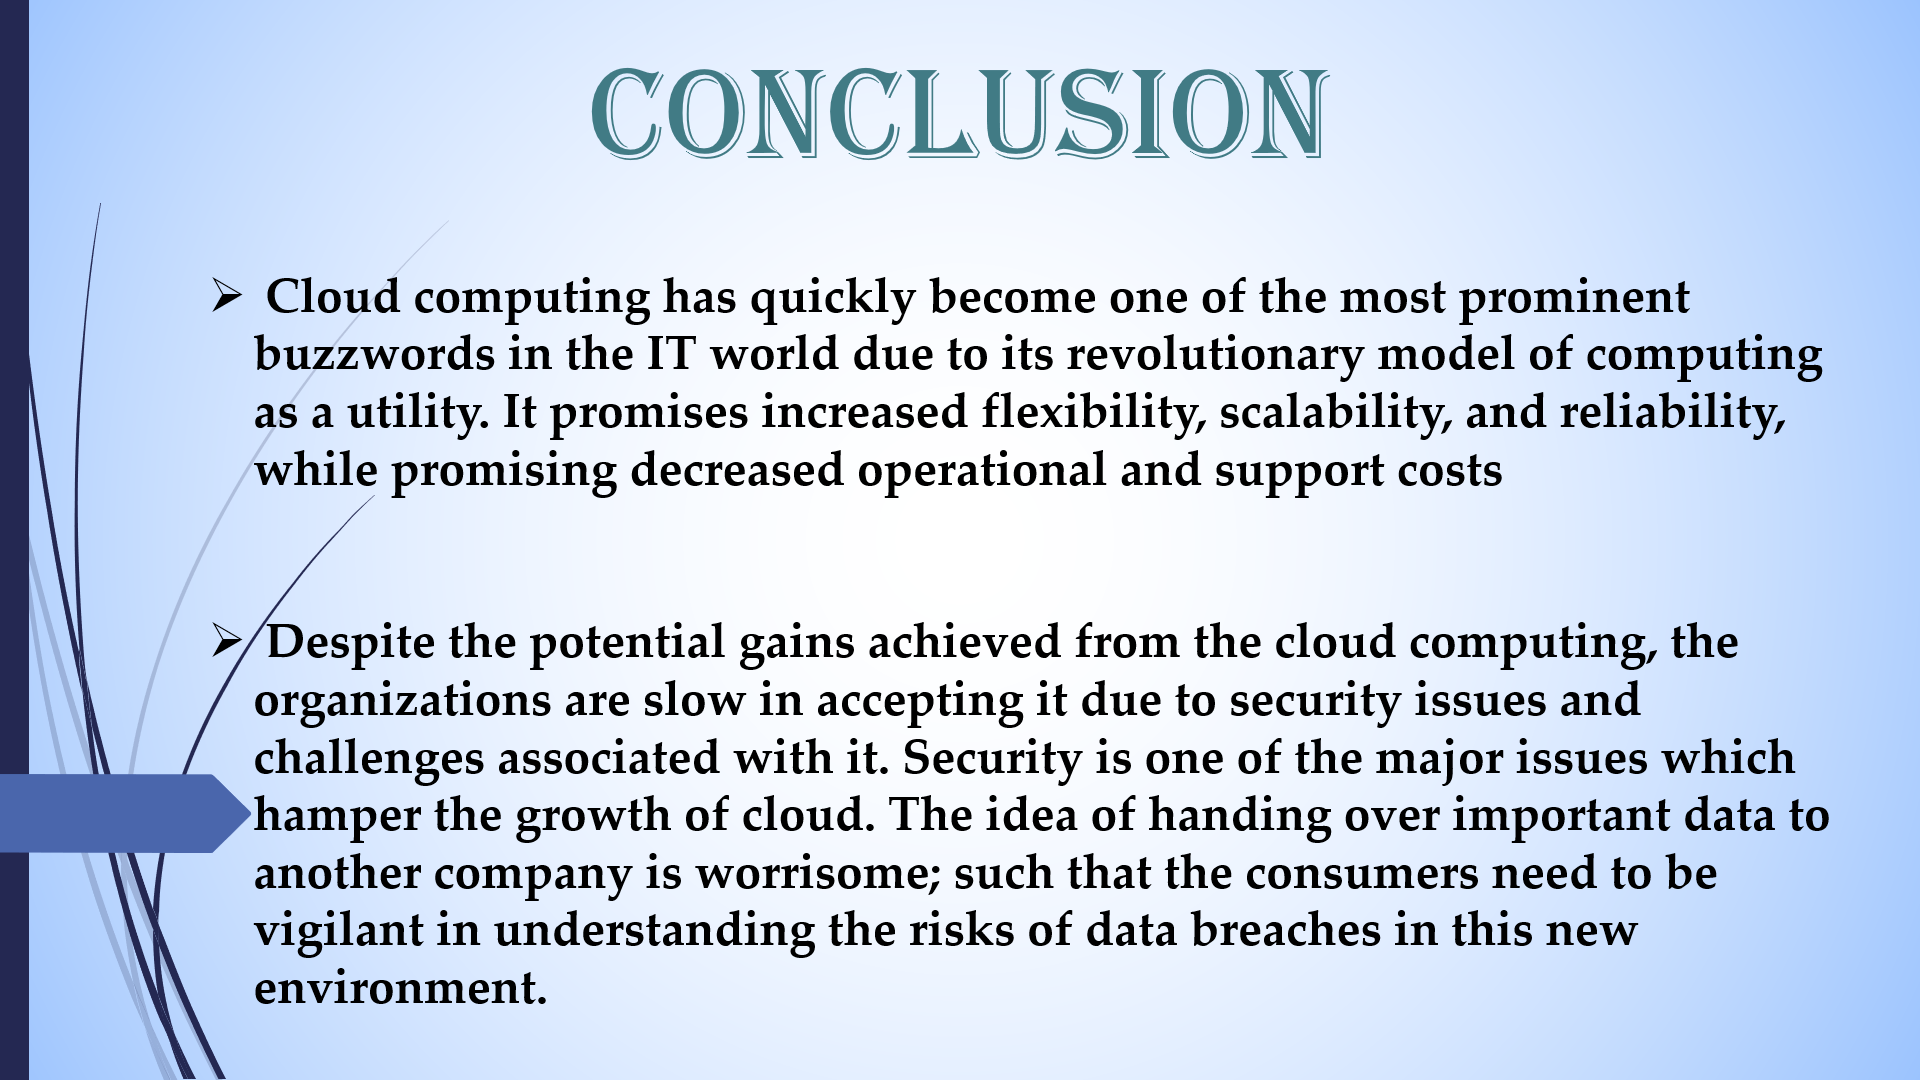 CONCLUSION
➢ Cloud computing has quickly become one of the most prominent
buzzwords in the IT world due to its revolutionary model of computing
as a utility. It promises increased flexibility, scalability, and reliability,
while promising decreased operational and support costs
➢ Despite the potential gains achieved from the cloud computing, the
organizations are slow in accepting it due to security issues and
challenges associated with it. Security is one of the major issues which
hamper the growth of cloud. The idea of handing over important data to
another company is worrisome; such that the consumers need to be
vigilant in understanding the risks of data breaches in this new
environment.